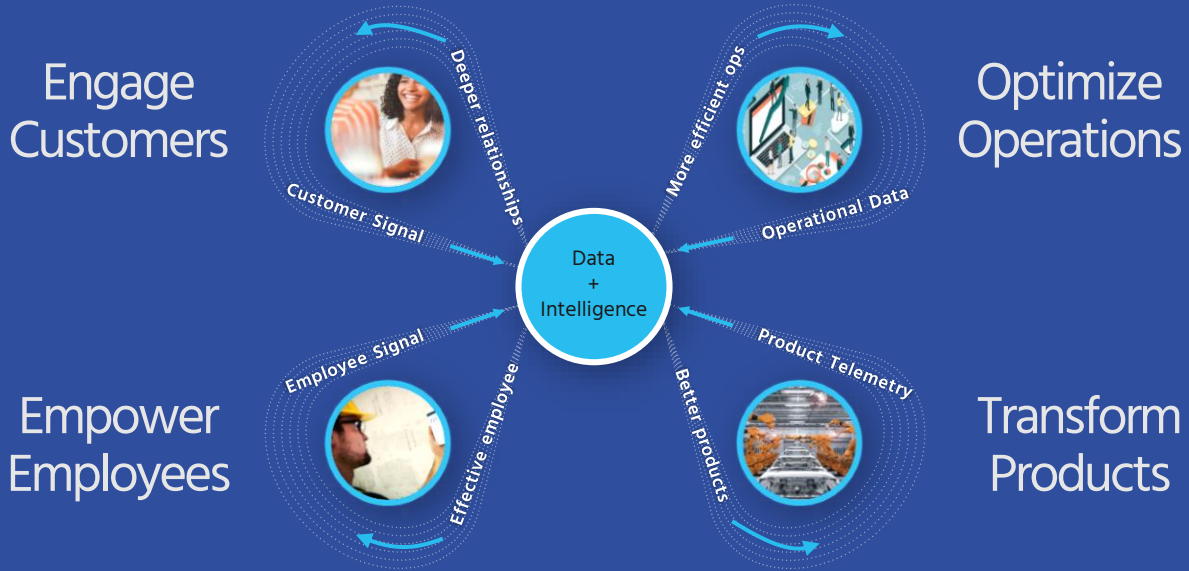 Engage
Customers
Deeper relationships
Customer Signal
More efficient ops
Operational Data
Optimize
Operations
Data
+
Intelligence
Empower
Employees
Employee Signal
Effective employee
Product Telemetry
Better products
Transform
Products